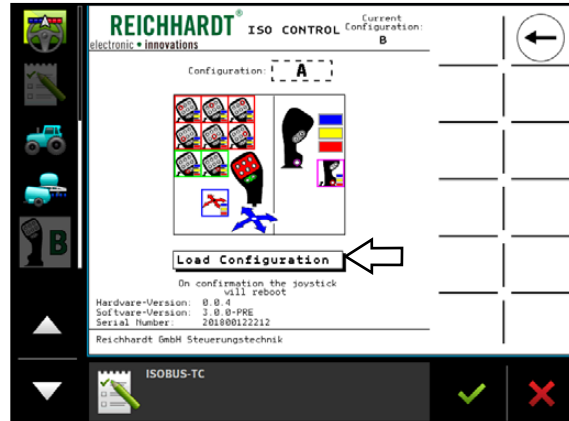 REICHHARDT®
electronic • innovations
ISO CONTROL
Current
Configuration:
B
Configuration: A
Load Configuration
On confirmation the joystick
will reboot
Hardware-Version: 0.0.4
Software-Version: 3.0.0-PRE
Serial Number: 201800122212
Reichhardt GmbH Steuerungstechnik
B
ISOBUS-TC